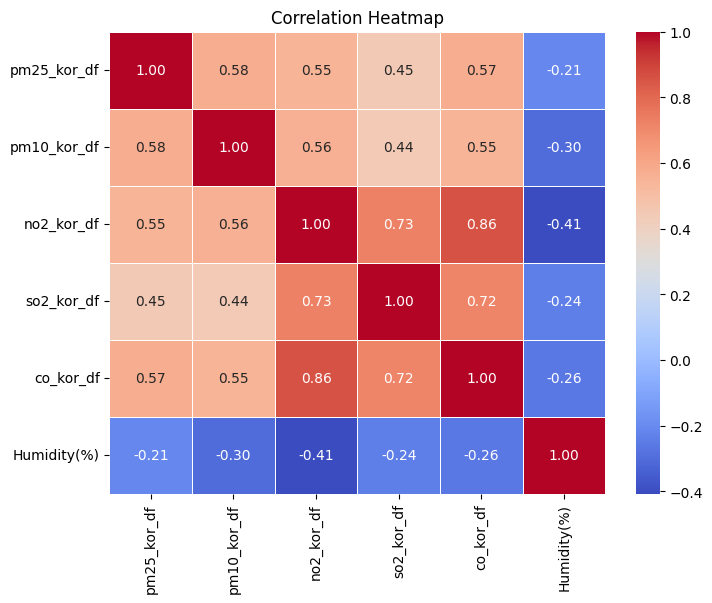 Correlation Heatmap
pm25_kor_df 1.00 0.58 0.55 0.45 0.57 -0.21
pm10_kor_df 0.58 1.00 0.56 0.44 0.55 -0.30
no2_kor_df 0.55 0.56 1.00 0.73 0.86 -0.41
so2_kor_df 0.45 0.44 0.73 1.00 0.72 -0.24
co_kor_df 0.57 0.55 0.86 0.72 1.00 -0.26
Humidity(%) -0.21 -0.30 -0.41 -0.24 -0.26 1.00
pm25_kor_df
pm10_kor_df
no2_kor_df
so2_kor_df
co_kor_df
Humidity(%)
1.0
0.8
0.6
0.4
0.2
0.0
−0.2
−0.4